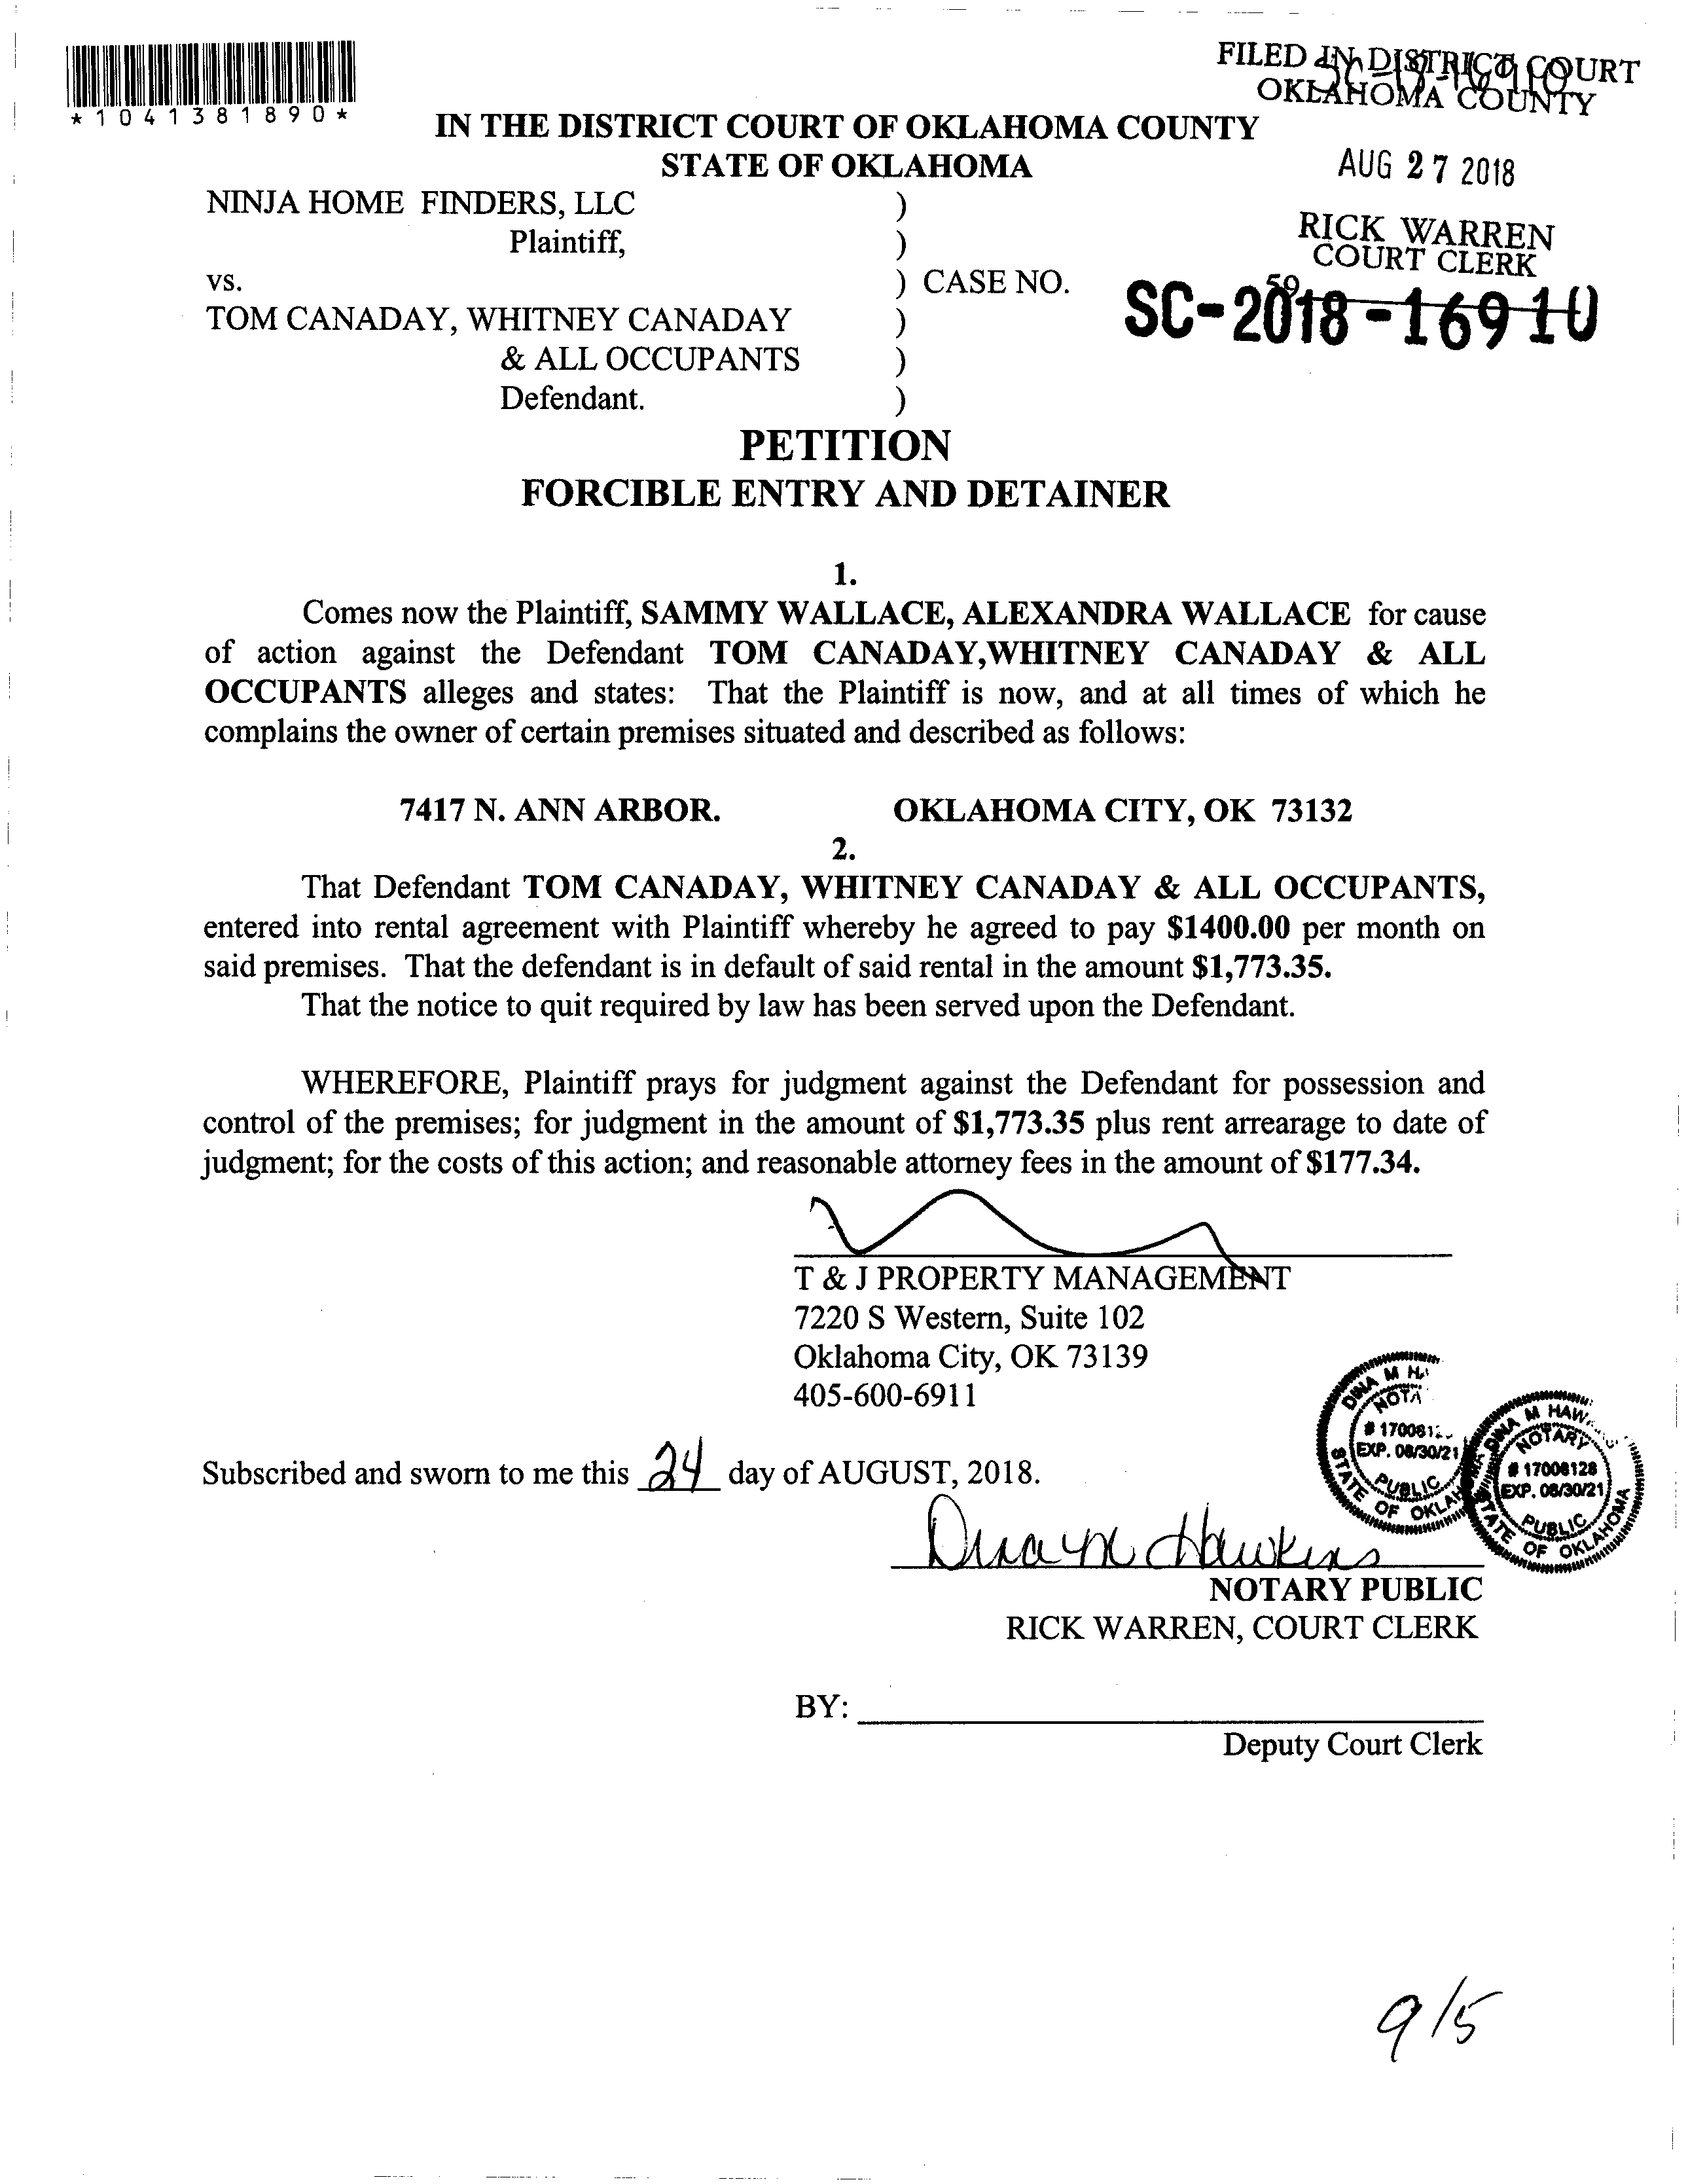 *1041381890*
FILED IN DISTRICT COURT
OKLAHOMA COUNTY
IN THE DISTRICT COURT OF OKLAHOMA COUNTY
STATE OF OKLAHOMA
AUG 27 2018
NINJA HOME FINDERS, LLC )
Plaintiff, )
RICK WARREN
COURT CLERK
vs. ) CASE NO.
59
SC-2018-16910
TOM CANADAY, WHITNEY CANADAY )
& ALL OCCUPANTS )
Defendant. )
PETITION
FORCIBLE ENTRY AND DETAINER
1.
Comes now the Plaintiff, SAMMY WALLACE, ALEXANDRA WALLACE for cause
of action against the Defendant TOM CANADAY,WHITNEY CANADAY & ALL
OCCUPANTS alleges and states: That the Plaintiff is now, and at all times of which he
complains the owner of certain premises situated and described as follows:
7417 N. ANN ARBOR. OKLAHOMA CITY, OK 73132
2.
That Defendant TOM CANADAY, WHITNEY CANADAY & ALL OCCUPANTS,
entered into rental agreement with Plaintiff whereby he agreed to pay $1400.00 per month on
said premises. That the defendant is in default of said rental in the amount $1,773.35.
That the notice to quit required by law has been served upon the Defendant.
WHEREFORE, Plaintiff prays for judgment against the Defendant for possession and
control of the premises; for judgment in the amount of $1,773.35 plus rent arrearage to date of
judgment; for the costs of this action; and reasonable attorney fees in the amount of $177.34.
T & J PROPERTY MANAGEMENT
7220 S Western, Suite 102
Oklahoma City, OK 73139
405-600-6911
Subscribed and sworn to me this 24 day of AUGUST, 2018.
DINA M
# 170081
EXP. 08/30/21
PUBLIC
STATE OF
DINA M
NOTARY
# 17008128
EXP. 08/30/21
PUBLIC
STATE OF OKLAHOMA
Dina M Hawkins
NOTARY PUBLIC
RICK WARREN, COURT CLERK
BY:
Deputy Court Clerk
9/5